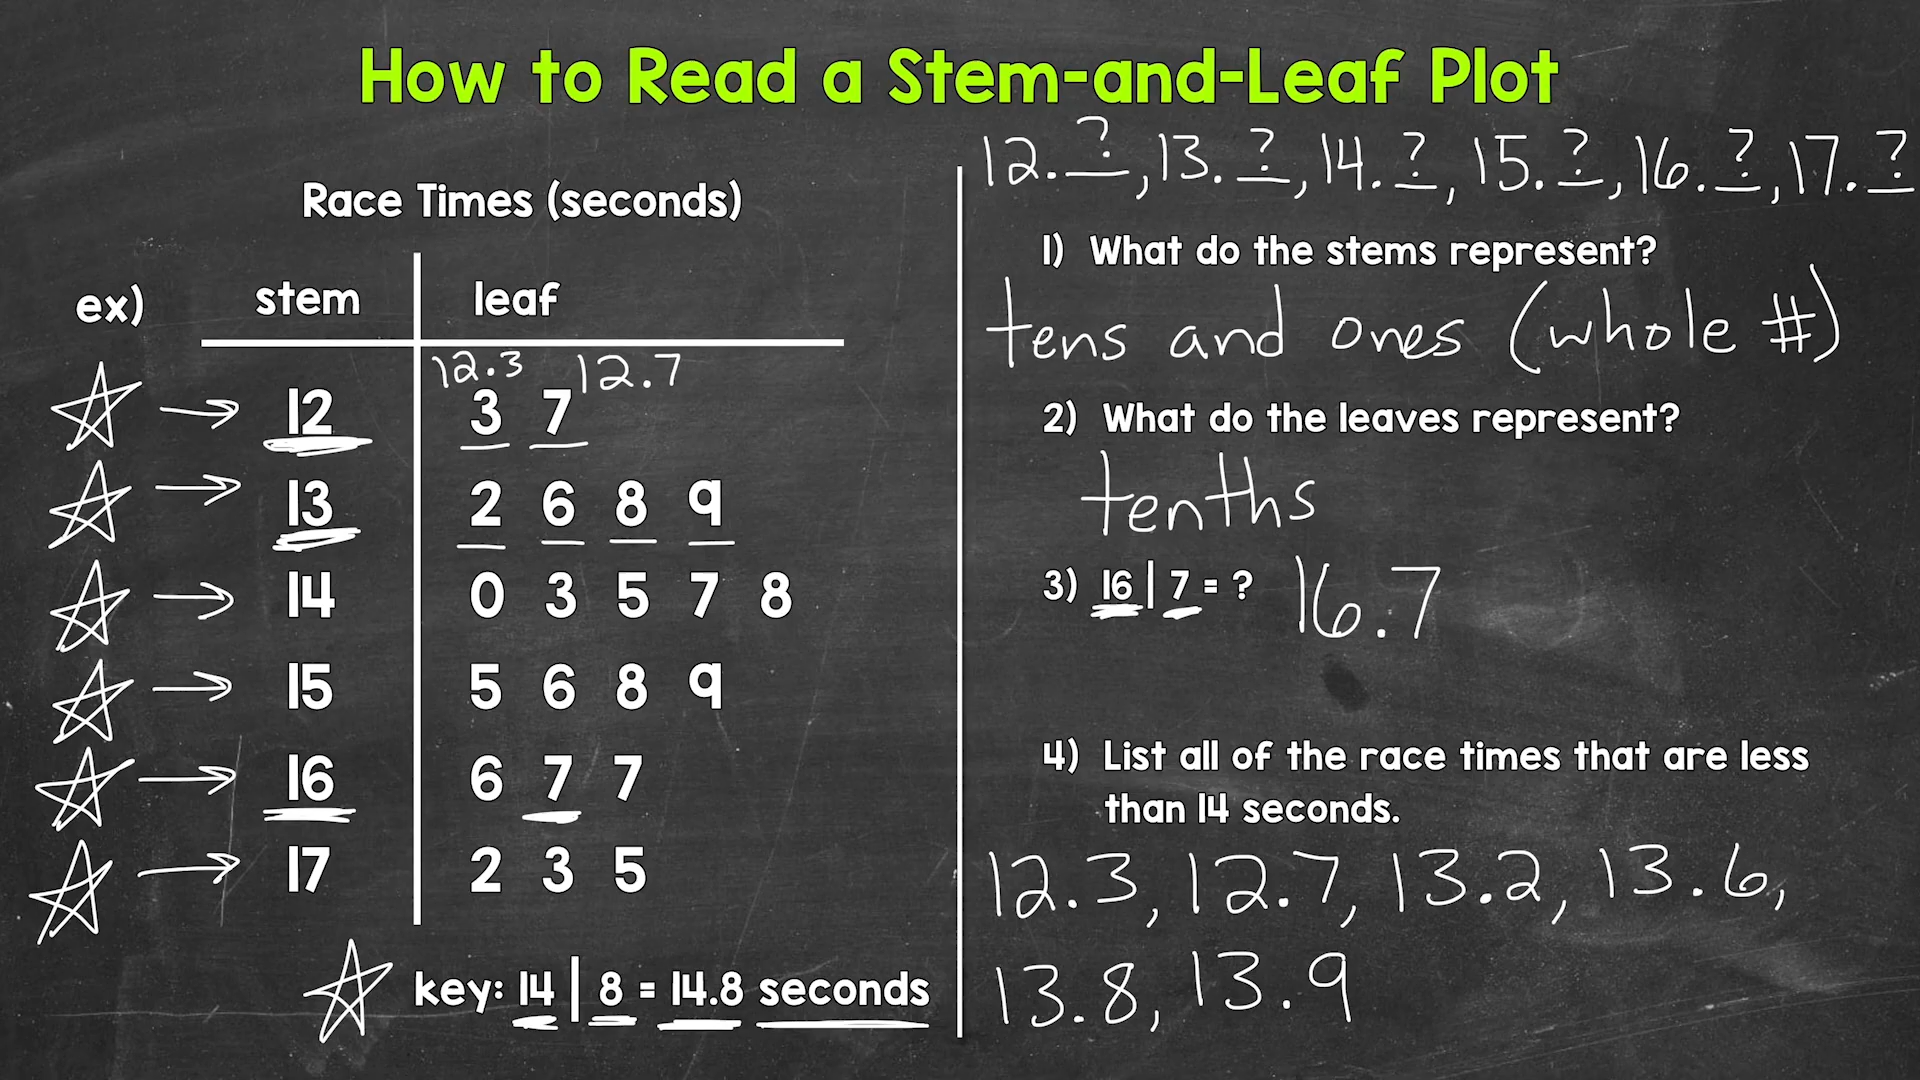 How to Read a Stem-and-Leaf Plot
12.?, 13.?, 14.?, 15.?, 16.?, 17.?
Race Times (seconds)
ex) stem leaf
12.3 12.7
12 3 7
13 2 6 8 9
14 0 3 5 7 8
15 5 6 8 9
16 6 7 7
17 2 3 5
key: 14 | 8 = 14.8 seconds
1) What do the stems represent?
tens and ones (whole #)
2) What do the leaves represent?
tenths
3) 16 | 7 = ? 16.7
4) List all of the race times that are less
than 14 seconds.
12.3, 12.7, 13.2, 13.6,
13.8, 13.9